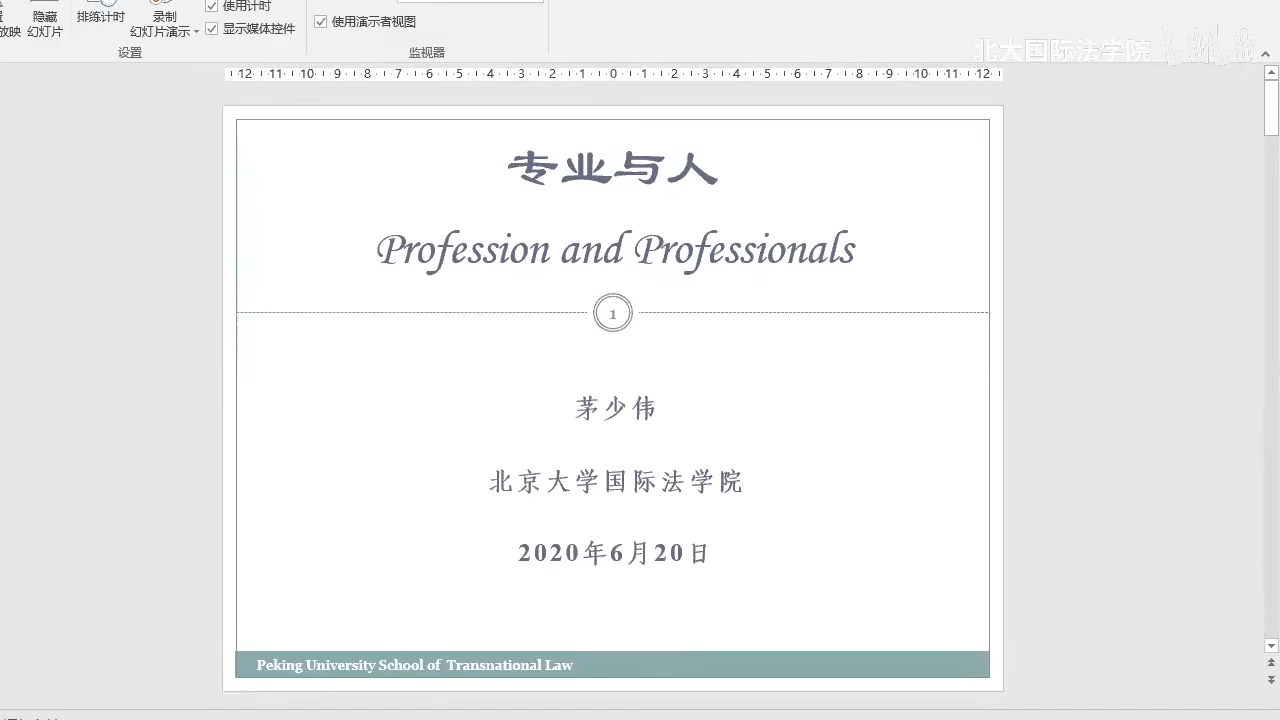 隐藏
幻灯片
排练计时
录制
幻灯片演示
使用计时
显示媒体控件
设置
使用演示者视图
监视器
北大国际法学院 bilibili
12 11 10 9 8 7 6 5 4 3 2 1 0 1 2 3 4 5 6 7 8 9 10 11 12
专业与人
Profession and Professionals
1
茅少伟
北京大学国际法学院
2020年6月20日
Peking University School of Transnational Law